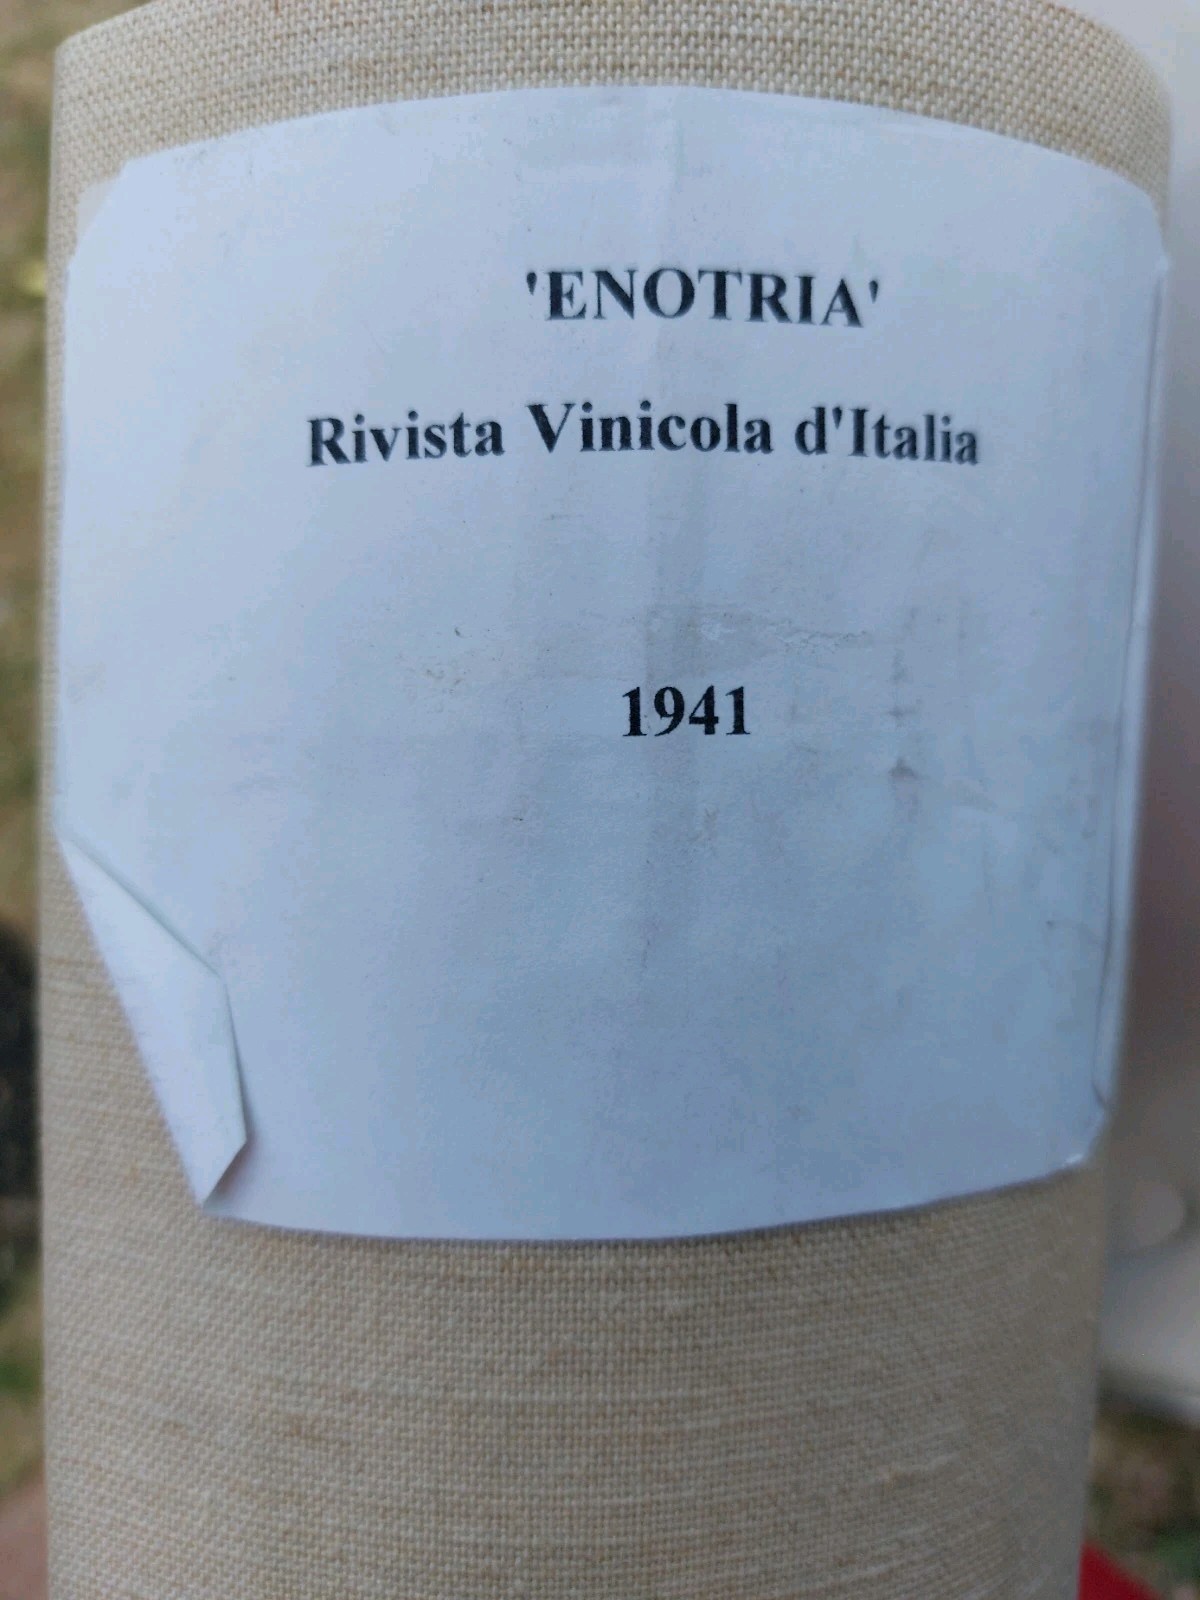 'ENOTRIA'
Rivista Vinicola d'Italia
1941